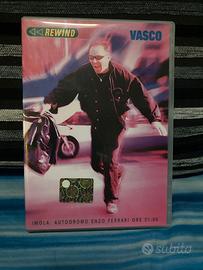 REWIND
VASCO
IMOLA: AUTODROMO ENZO FERRARI ORE 21:00
subito